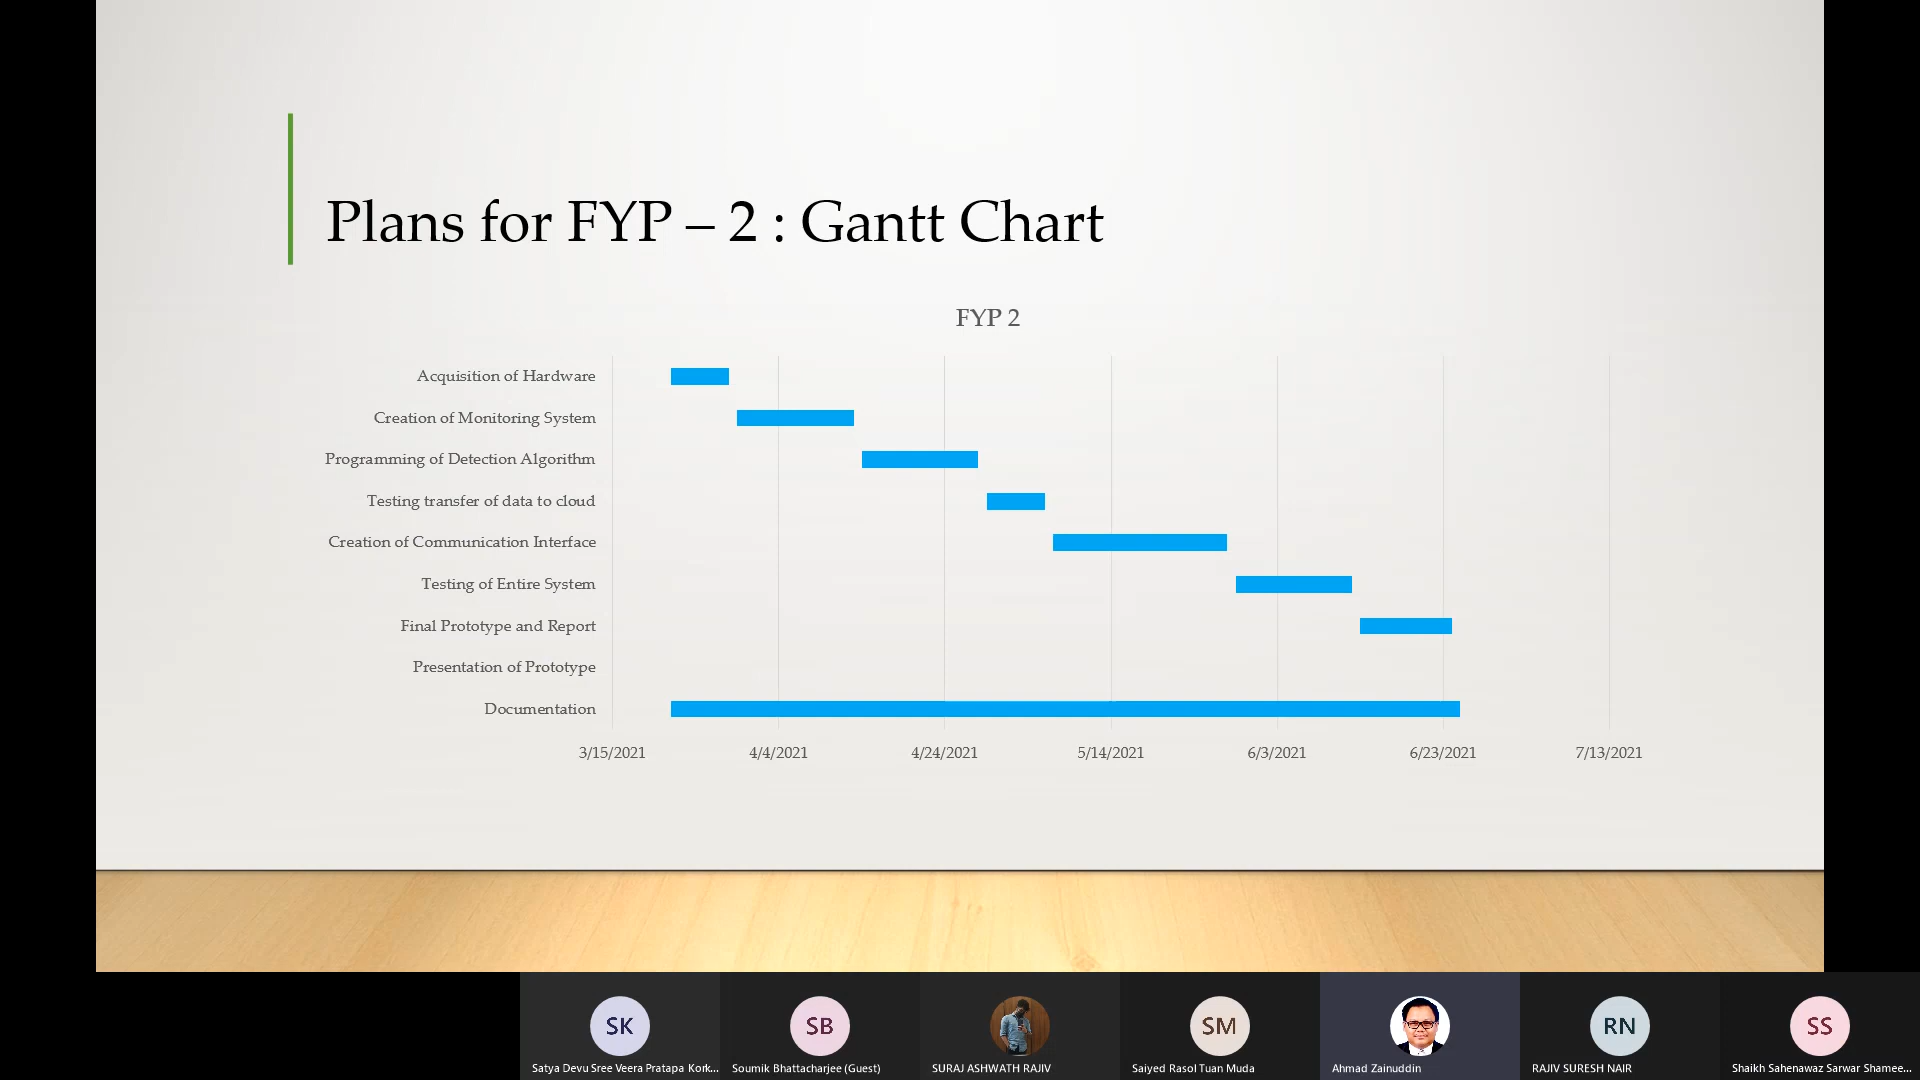 Plans for FYP – 2 : Gantt Chart
FYP 2
Acquisition of Hardware
Creation of Monitoring System
Programming of Detection Algorithm
Testing transfer of data to cloud
Creation of Communication Interface
Testing of Entire System
Final Prototype and Report
Presentation of Prototype
Documentation
3/15/2021 4/4/2021 4/24/2021 5/14/2021 6/3/2021 6/23/2021 7/13/2021
SK SB SM RN SS
Satya Devu Sree Veera Pratapa Kork... Soumik Bhattacharjee (Guest) SURAJ ASHWATH RAJIV Saiyed Rasol Tuan Muda Ahmad Zainuddin RAJIV SURESH NAIR Shaikh Sahenawaz Sarwar Shamee...